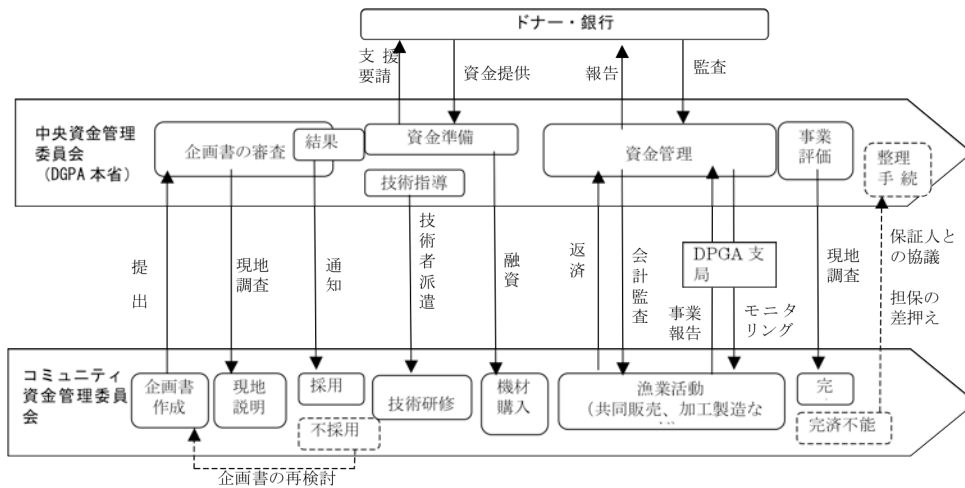 ドナー・銀行
支援
要請
資金提供
報告
監査
中央資金管理
委員会
（DGPA 本省）
企画書の審査
結果
資金準備
技術指導
資金管理
事業
評価
整理
手続
提出
現地
調査
通知
技術者派遣
融資
返済
会計監査
DPGA 支
局
事業
報告
モニタ
リング
現地
調査
保証人と
の協議
担保の
差押え
コミュニティ
資金管理委員
会
企画書
作成
現地
説明
採用
不採用
技術研修
機材
購入
漁業活動
（共同販売、加工製造な
完
完済不能
企画書の再検討